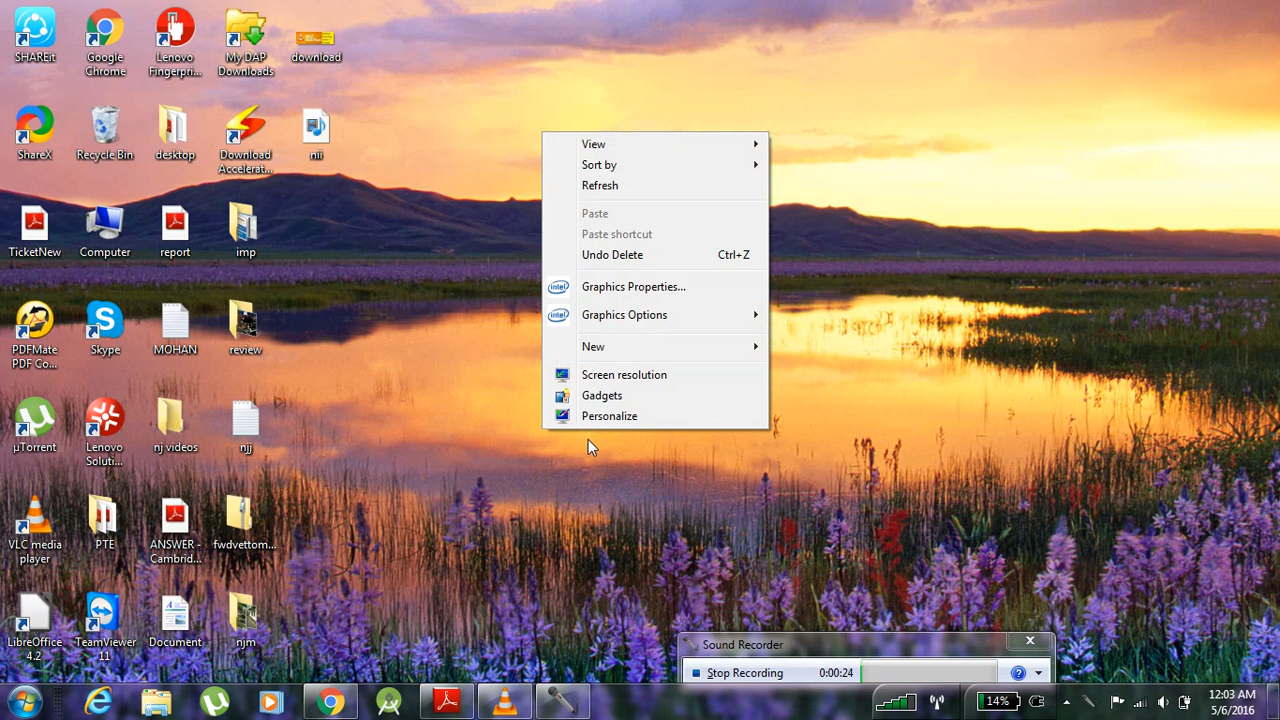 SHAREit
Google
Chrome
Lenovo
Fingerpri...
My DAP
Downloads
download
ShareX
Recycle Bin
desktop
Download
Accelerat...
nii
TicketNew
Computer
report
imp
PDFMate
PDF Co...
Skype
MOHAN
review
µTorrent
Lenovo
Soluti...
nj videos
njj
VLC media
player
PTE
ANSWER -
Cambrid...
fwdvettom...
LibreOffice
4.2
TeamViewer
11
Document
njm
View
Sort by
Refresh
Paste
Paste shortcut
Undo Delete Ctrl+Z
intel Graphics Properties...
intel Graphics Options
New
Screen resolution
Gadgets
Personalize
Sound Recorder
Stop Recording 0:00:24
14%
12:03 AM
5/6/2016